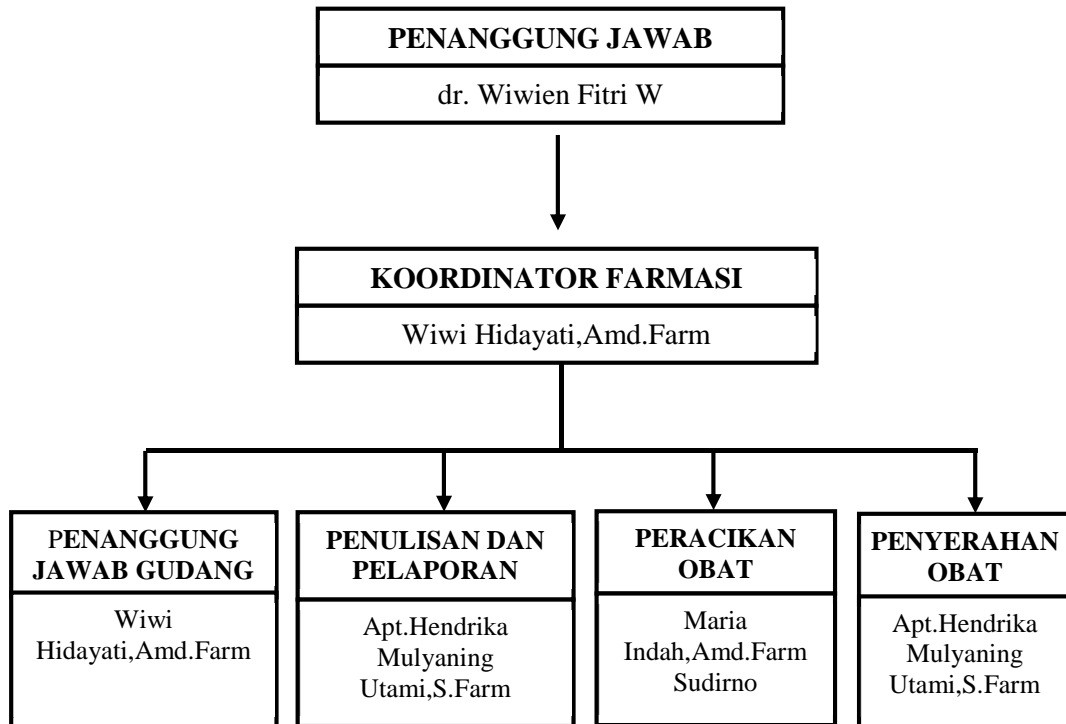 PENANGGUNG JAWAB
dr. Wiwien Fitri W
KOORDINATOR FARMASI
Wiwi Hidayati,Amd.Farm
PENANGGUNG
JAWAB GUDANG
Wiwi
Hidayati,Amd.Farm
PENULISAN DAN
PELAPORAN
Apt.Hendrika
Mulyaning
Utami,S.Farm
PERACIKAN
OBAT
Maria
Indah,Amd.Farm
Sudirno
PENYERAHAN
OBAT
Apt.Hendrika
Mulyaning
Utami,S.Farm